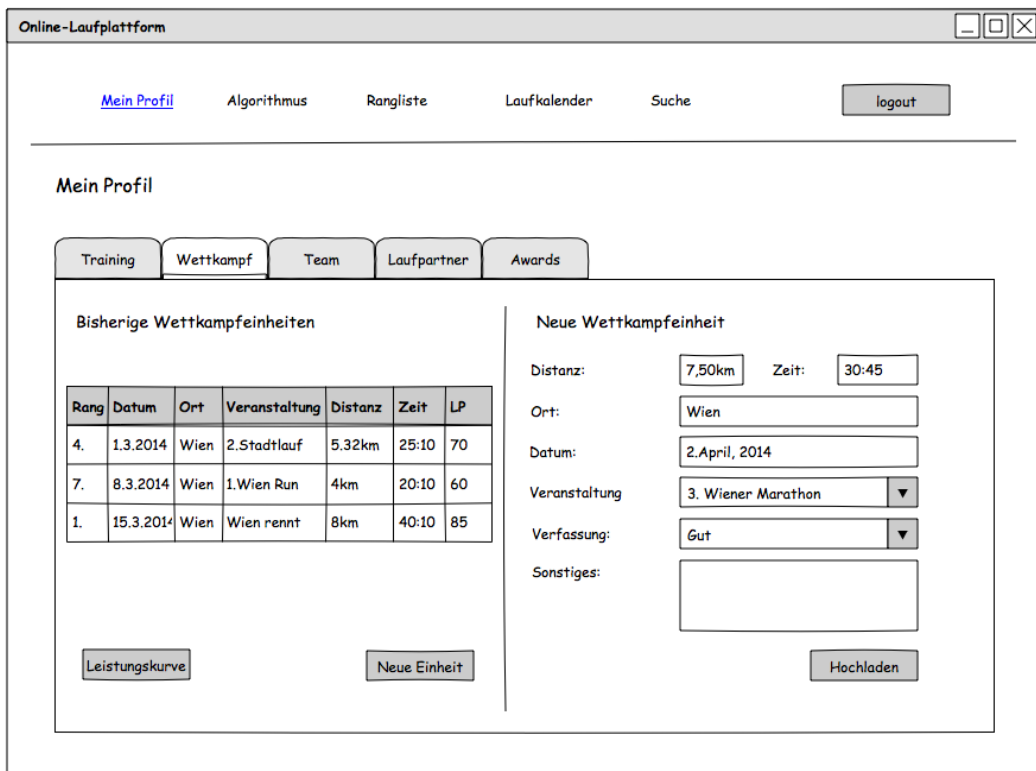 Online-Laufplattform
Mein Profil Algorithmus Rangliste Laufkalender Suche logout
Mein Profil
Training Wettkampf Team Laufpartner Awards
Bisherige Wettkampfeinheiten
Rang Datum Ort Veranstaltung Distanz Zeit LP
4. 1.3.2014 Wien 2.Stadtlauf 5.32km 25:10 70
7. 8.3.2014 Wien 1.Wien Run 4km 20:10 60
1. 15.3.2014 Wien Wien rennt 8km 40:10 85
Leistungskurve Neue Einheit
Neue Wettkampfeinheit
Distanz: 7,50km Zeit: 30:45
Ort: Wien
Datum: 2.April, 2014
Veranstaltung 3. Wiener Marathon
Verfassung: Gut
Sonstiges:
Hochladen